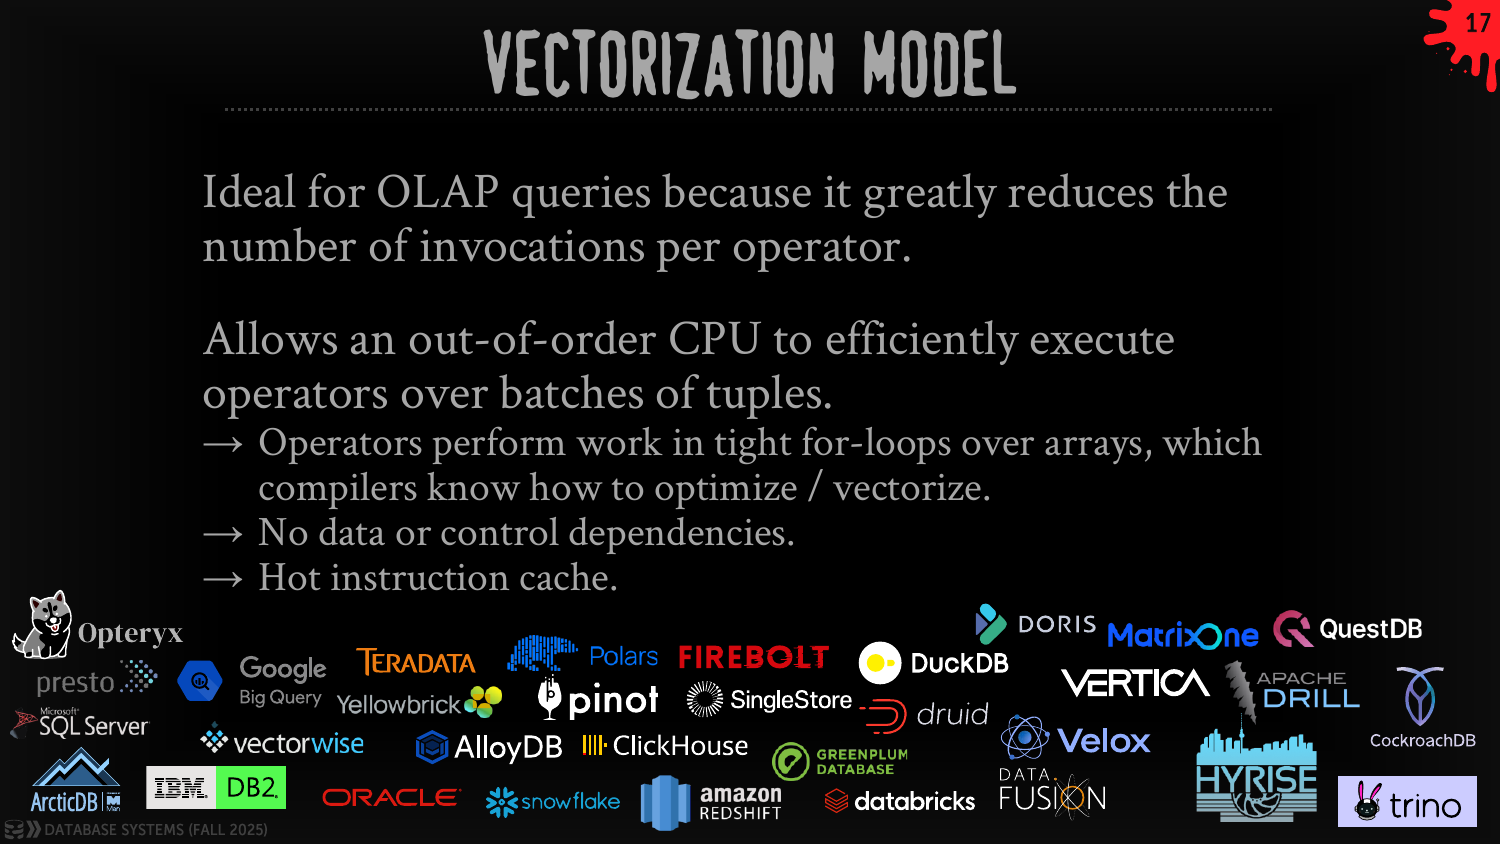 17
VECTORIZATION MODEL
Ideal for OLAP queries because it greatly reduces the
number of invocations per operator.
Allows an out-of-order CPU to efficiently execute
operators over batches of tuples.
→ Operators perform work in tight for-loops over arrays, which
compilers know how to optimize / vectorize.
→ No data or control dependencies.
→ Hot instruction cache.
Opteryx
DORIS
MatrixOne
QuestDB
presto
Google
Big Query
TERADATA
Polars
FIREBOLT
DuckDB
VERTICA
APACHE
DRILL
CockroachDB
Yellowbrick
pinot
SingleStore
druid
Microsoft
SQL Server
vectorwise
AlloyDB
ClickHouse
GREENPLUM
DATABASE
Velox
HYRISE
ArcticDB
Man
IBM
DB2
ORACLE
snowflake
amazon
REDSHIFT
databricks
DATA
FUSION
trino
DATABASE SYSTEMS (FALL 2025)